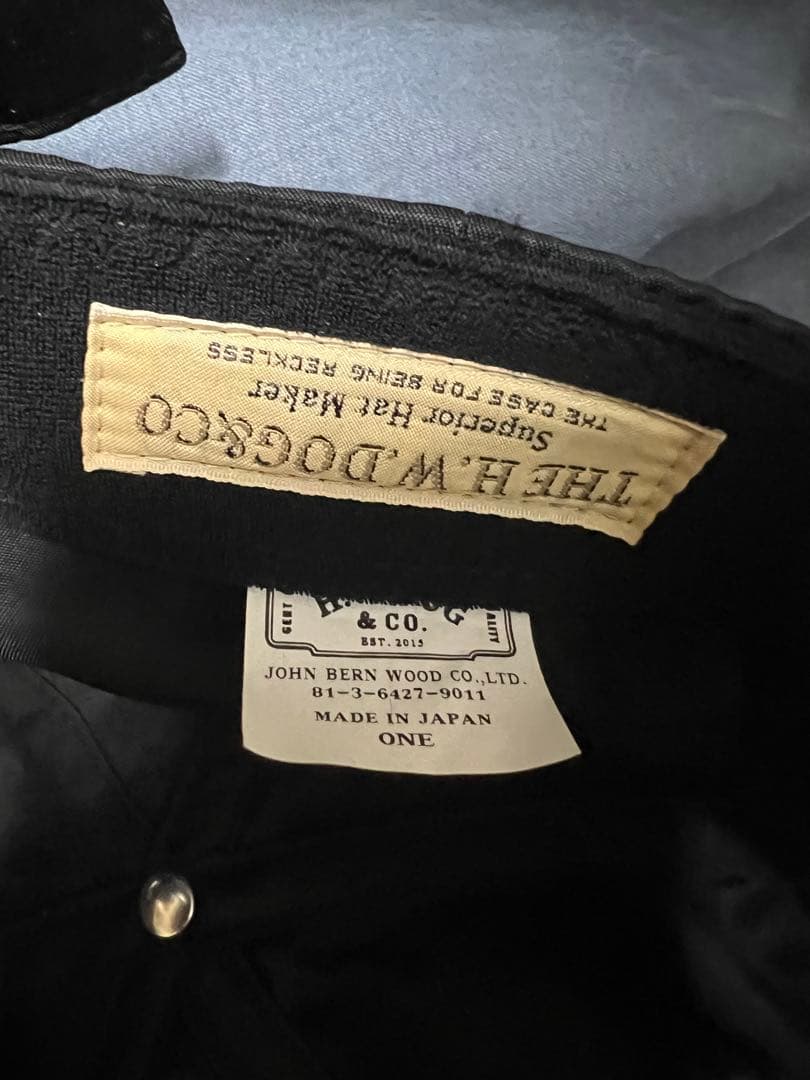 THE H.W.DOG&CO
Superior Hat Maker
THE CASE FOR BEING RECKLESS
& CO.
EST. 2015
JOHN BERN WOOD CO.,LTD.
81-3-6427-9011
MADE IN JAPAN
ONE